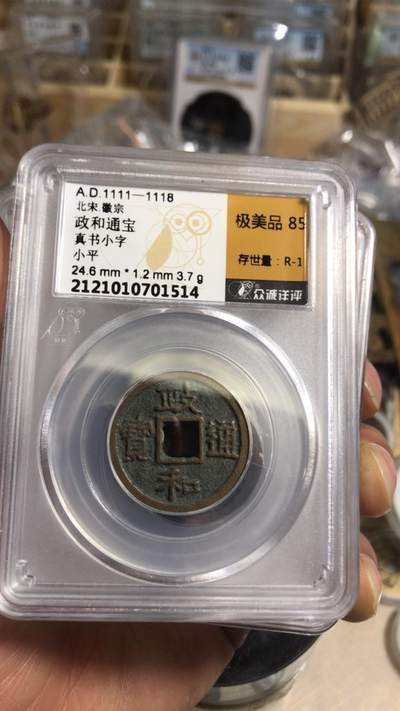 A.D.1111—1118
北宋 徽宗
政和通宝
真书小字
小平
24.6 mm * 1.2 mm 3.7 g
2121010701514
极美品 85
存世量：R-1
众诚评评
政
寳 通
和